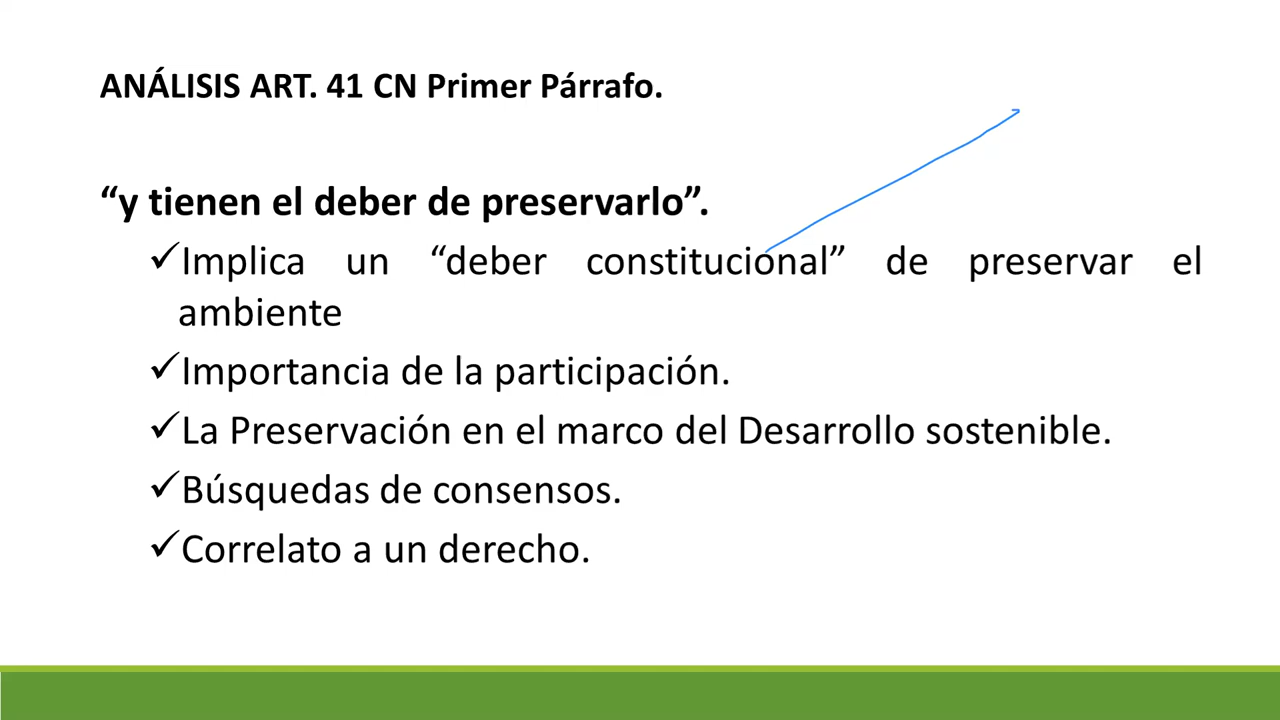 ANÁLISIS ART. 41 CN Primer Párrafo.
“y tienen el deber de preservarlo”.
✓Implica un “deber constitucional” de preservar el
ambiente
✓Importancia de la participación.
✓La Preservación en el marco del Desarrollo sostenible.
✓Búsquedas de consensos.
✓Correlato a un derecho.